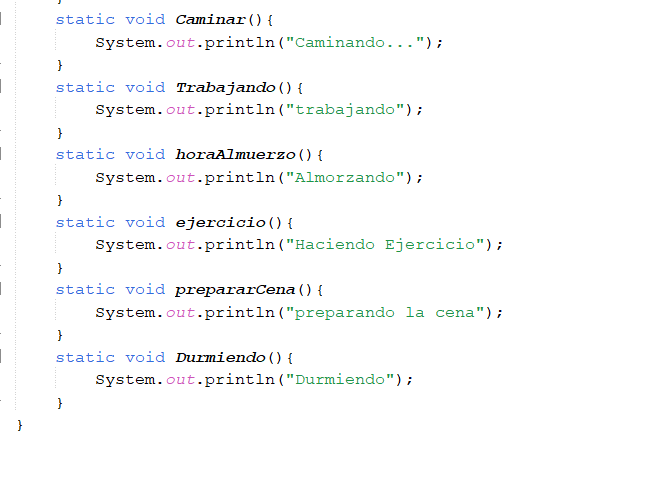 }
static void Caminar(){
System.out.println("Caminando...");
}
static void Trabajando(){
System.out.println("trabajando");
}
static void horaAlmuerzo(){
System.out.println("Almorzando");
}
static void ejercicio(){
System.out.println("Haciendo Ejercicio");
}
static void prepararCena(){
System.out.println("preparando la cena");
}
static void Durmiendo(){
System.out.println("Durmiendo");
}
}